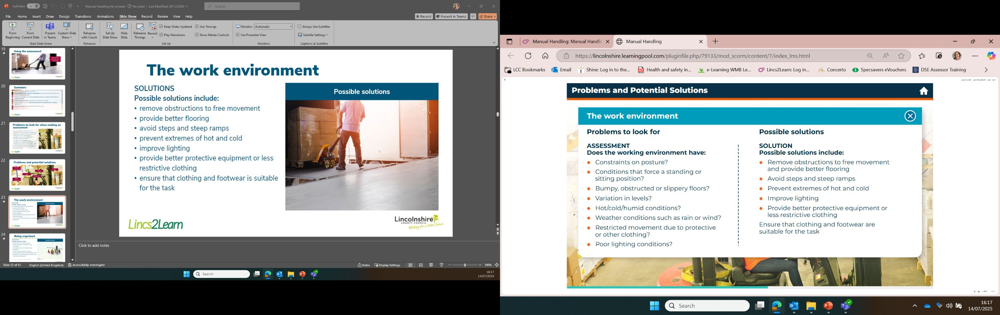 AutoSave
Manual Handling for schools
No Label • Last Modified: 20/12/2024
Search
File Home Insert Draw Design Transitions Animations Slide Show Record Review View Help
Record
Present in Teams
Share
From Beginning
From Current Slide
Present in Teams
Custom Slide Show
Rehearse with Coach
Set Up Slide Show
Hide Slide
Rehearse Timings
Record
Keep Slides Updated
Play Narrations
Use Timings
Show Media Controls
Monitor: Automatic
Use Presenter View
Always Use Subtitles
Subtitle Settings
Start Slide Show
Rehearse
Set Up
Monitors
Captions & Subtitles
19
Using the assessment
20
Summary
21
Problems to look for when making an
assessment
22
Problems and potential solutions
23
The work environment
24
Being organised
The work environment
SOLUTIONS
Possible solutions include:
• remove obstructions to free movement
• provide better flooring
• avoid steps and steep ramps
• prevent extremes of hot and cold
• improve lighting
• provide better protective equipment or less
restrictive clothing
• ensure that clothing and footwear is suitable
for the task
Possible solutions
Lincs2Learn
Lincolnshire
COUNTY COUNCIL
Working for a better future
Click to add notes
Slide 23 of 61
English (United Kingdom)
Accessibility: Investigate
Notes
Display Settings
100%
Search
16:17
14/07/2025
Manual Handling: Manual Handli
Manual Handling
https://lincolnshire.learningpool.com/pluginfile.php/79133/mod_scorm/content/7/index_lms.html
LCC Bookmarks
Email
Shine: Log in to the...
Health and safety in...
e-Learning WMB Le...
Lincs2Learn: Log in...
Concerto
Specsavers eVouchers
DSE Assessor Training
Problems and Potential Solutions
The work environment
Problems to look for
ASSESSMENT
Does the working environment have:
Constraints on posture?
Conditions that force a standing or
sitting position?
Bumpy, obstructed or slippery floors?
Variation in levels?
Hot/cold/humid conditions?
Weather conditions such as rain or wind?
Restricted movement due to protective
or other clothing?
Poor lighting conditions?
Possible solutions
SOLUTION
Possible solutions include:
Remove obstructions to free movement
and provide better flooring
Avoid steps and steep ramps
Prevent extremes of hot and cold
Improve lighting
Provide better protective equipment or
less restrictive clothing
Ensure that clothing and footwear are
suitable for the task
Search
16:17
14/07/2025